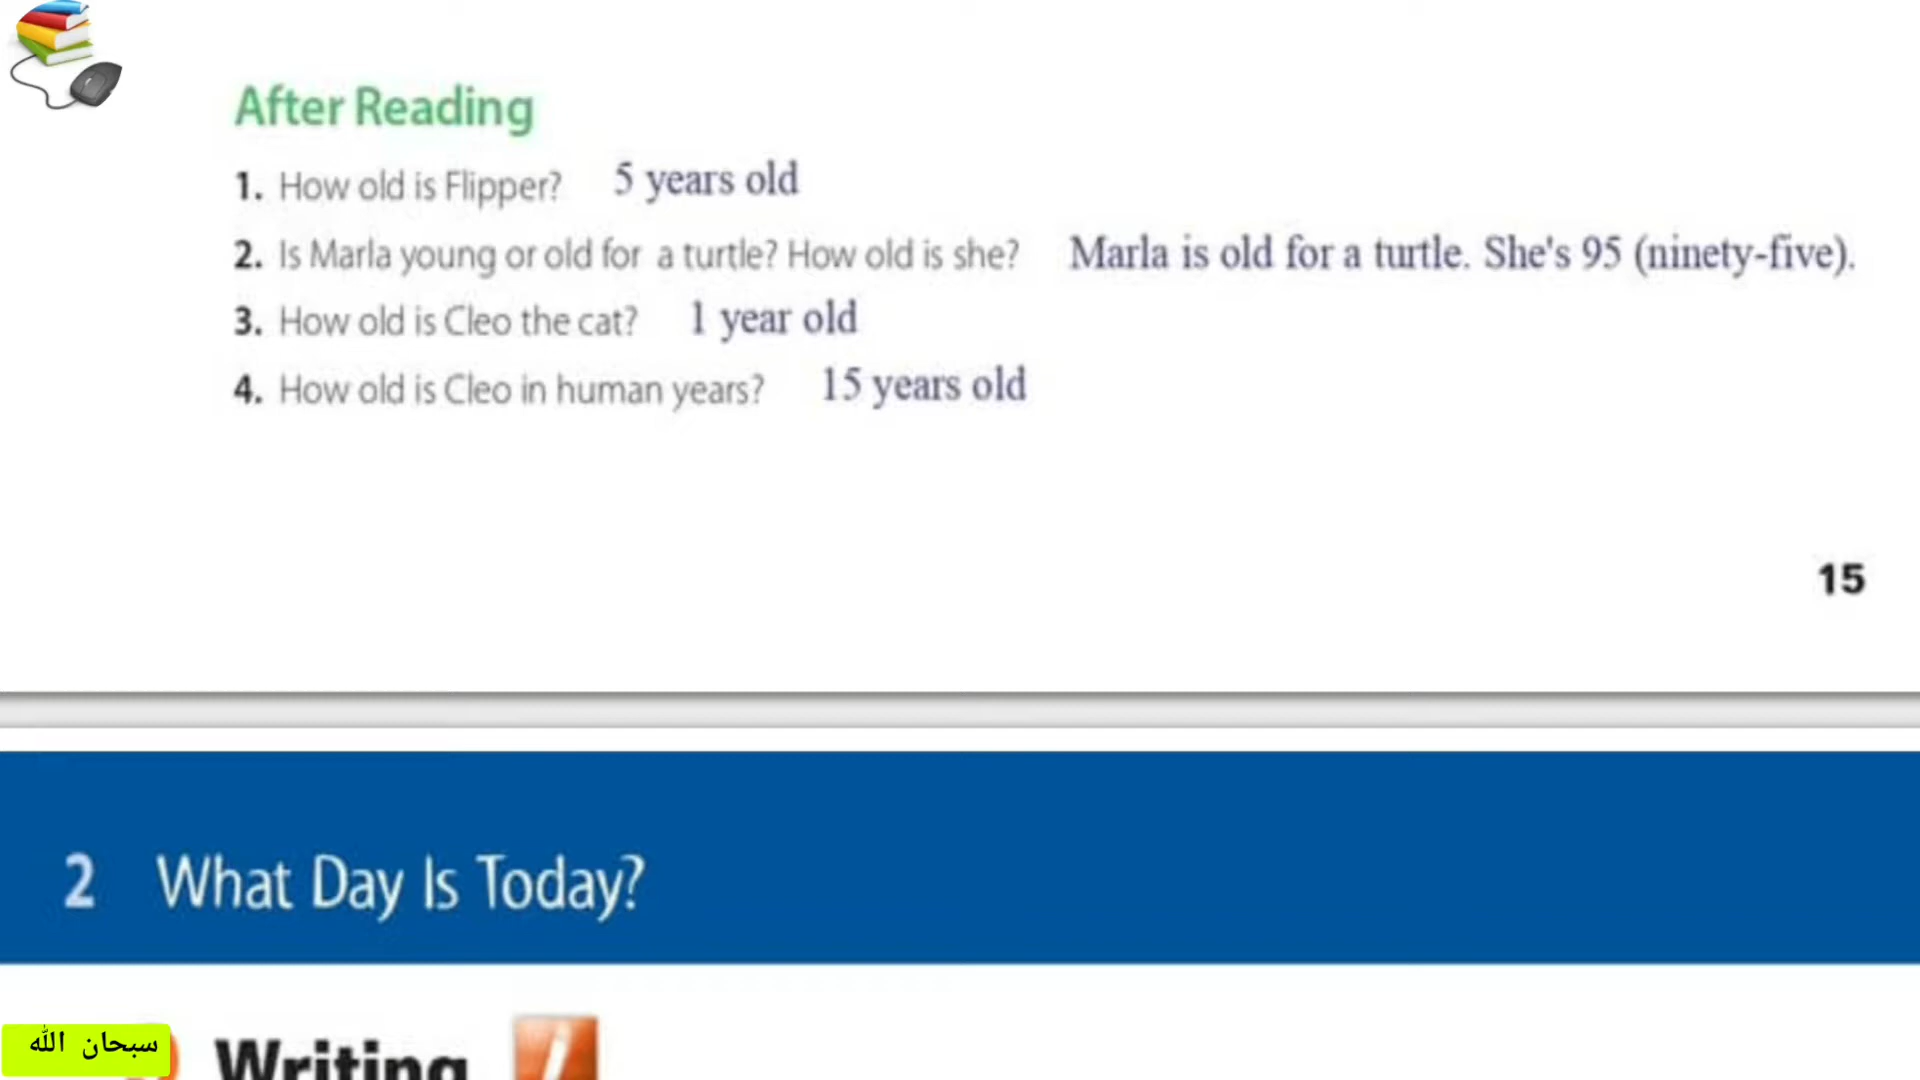 After Reading
1. How old is Flipper? 5 years old
2. Is Marla young or old for a turtle? How old is she? Marla is old for a turtle. She's 95 (ninety-five).
3. How old is Cleo the cat? 1 year old
4. How old is Cleo in human years? 15 years old
15
2 What Day Is Today?
Writing
سبحان الله